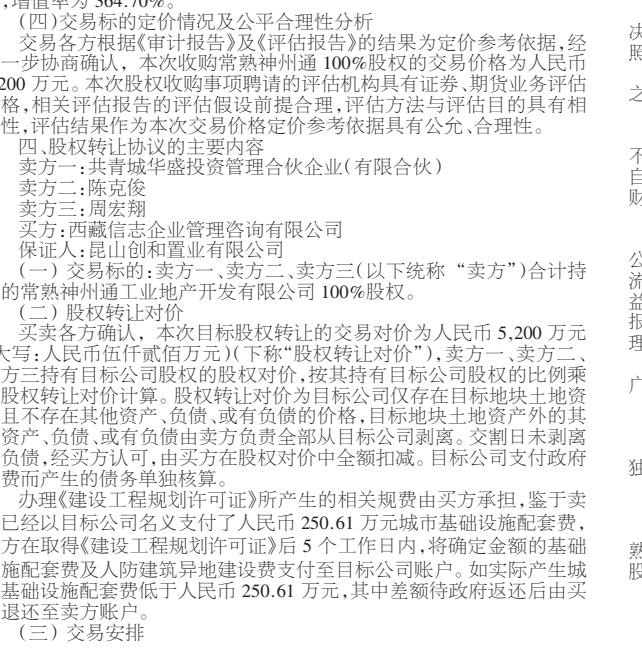 ,增值率为 364.70%。
(四)交易标的定价情况及公平合理性分析
交易各方根据《审计报告》及《评估报告》的结果为定价参考依据,经
一步协商确认, 本次收购常熟神州通 100%股权的交易价格为人民币
200 万元。本次股权收购事项聘请的评估机构具有证券、期货业务评估
格,相关评估报告的评估假设前提合理,评估方法与评估目的具有相
性,评估结果作为本次交易价格定价参考依据具有公允、合理性。
四、股权转让协议的主要内容
卖方一:共青城华盛投资管理合伙企业(有限合伙)
卖方二:陈克俊
卖方三:周宏翔
买方:西藏信志企业管理咨询有限公司
保证人:昆山创和置业有限公司
(一) 交易标的:卖方一、卖方二、卖方三(以下统称 “卖方”)合计持
的常熟神州通工业地产开发有限公司 100%股权。
(二) 股权转让对价
买卖各方确认, 本次目标股权转让的交易对价为人民币 5,200 万元
大写:人民币伍仟贰佰万元)(下称“股权转让对价”),卖方一、卖方二、
方三持有目标公司股权的股权对价,按其持有目标公司股权的比例乘
股权转让对价计算。股权转让对价为目标公司仅存在目标地块土地资
且不存在其他资产、负债、或有负债的价格,目标地块土地资产外的其
资产、负债、或有负债由卖方负责全部从目标公司剥离。交割日未剥离
负债,经买方认可,由买方在股权对价中全额扣减。目标公司支付政府
费而产生的债务单独核算。
办理《建设工程规划许可证》所产生的相关规费由买方承担,鉴于卖
已经以目标公司名义支付了人民币 250.61 万元城市基础设施配套费,
方在取得《建设工程规划许可证》后 5 个工作日内,将确定金额的基础
施配套费及人防建筑异地建设费支付至目标公司账户。如实际产生城
基础设施配套费低于人民币 250.61 万元,其中差额待政府返还后由买
退还至卖方账户。
(三) 交易安排
决
照
之
不
自
财
公
流
益
报
理
广
独
熟
股